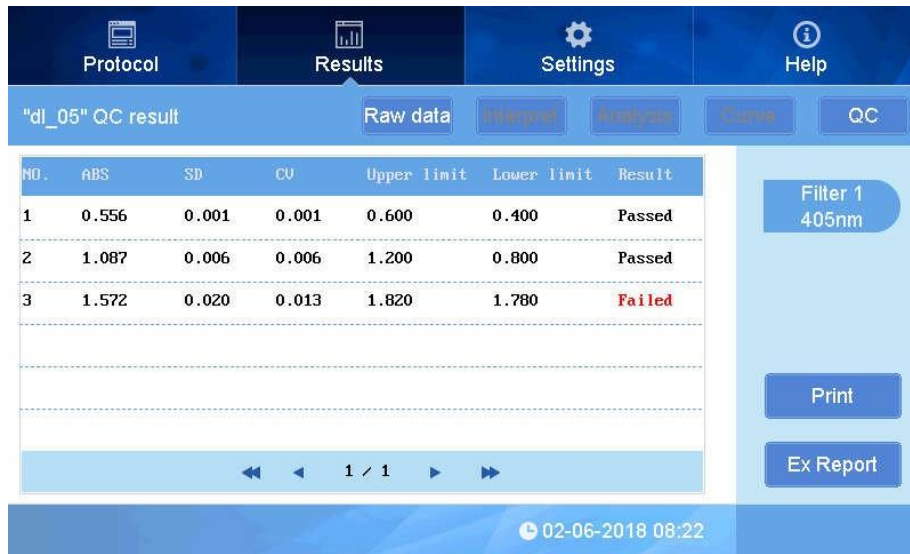 Protocol
Results
Settings
Help
"dl_05" QC result
Raw data
Interpret
Analysis
Curve
QC
NO. ABS SD CV Upper limit Lower limit Result
1 0.556 0.001 0.001 0.600 0.400 Passed
2 1.087 0.006 0.006 1.200 0.800 Passed
3 1.572 0.020 0.013 1.820 1.780 Failed
Filter 1
405nm
Print
1 / 1
Ex Report
02-06-2018 08:22